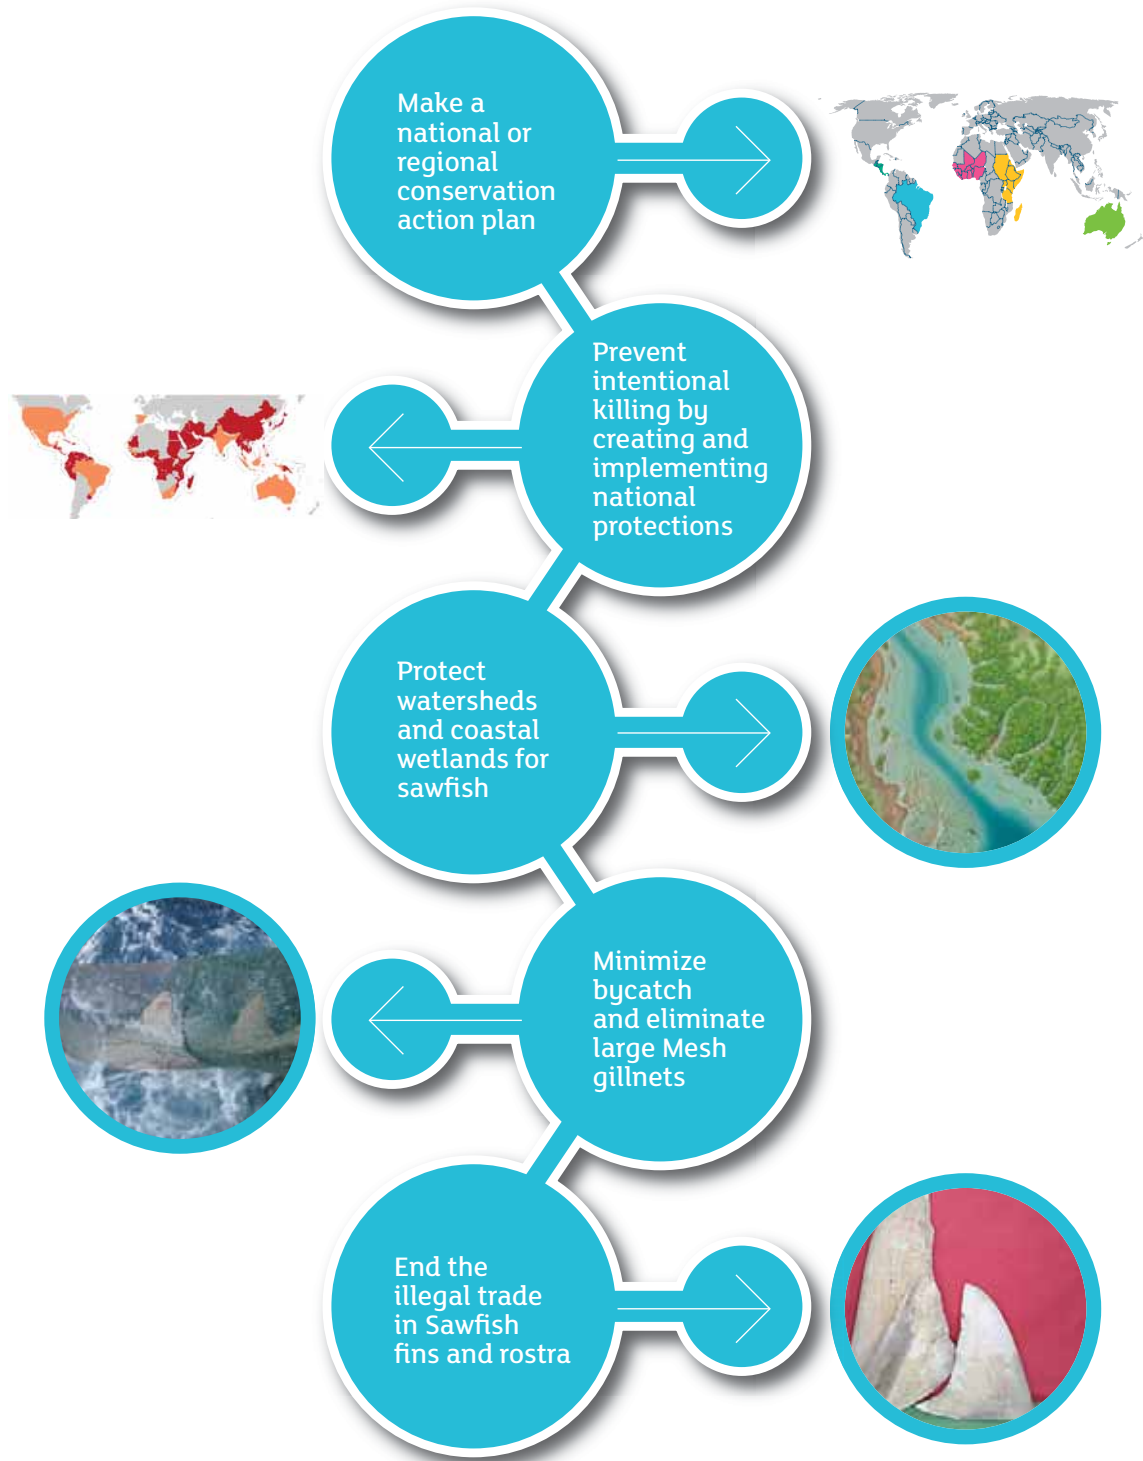 Make a
national or
regional
conservation
action plan
Prevent
intentional
killing by
creating and
implementing
national
protections
Protect
watersheds
and coastal
wetlands for
sawfish
Minimize
bycatch
and eliminate
large Mesh
gillnets
End the
illegal trade
in Sawfish
fins and rostra